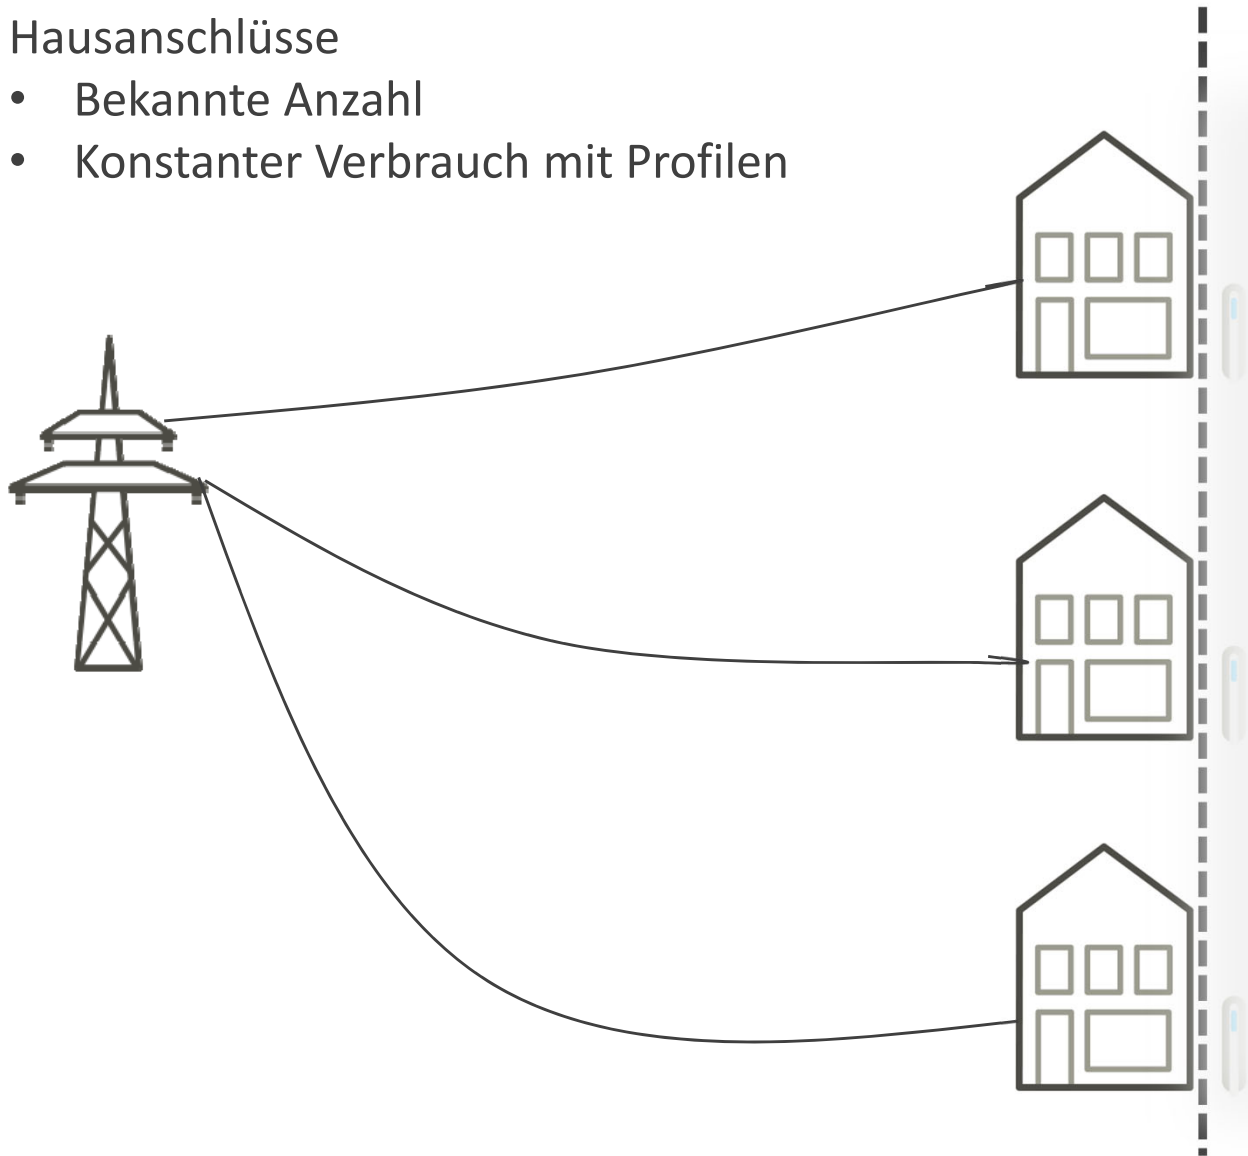 Hausanschlüsse
• Bekannte Anzahl
• Konstanter Verbrauch mit Profilen